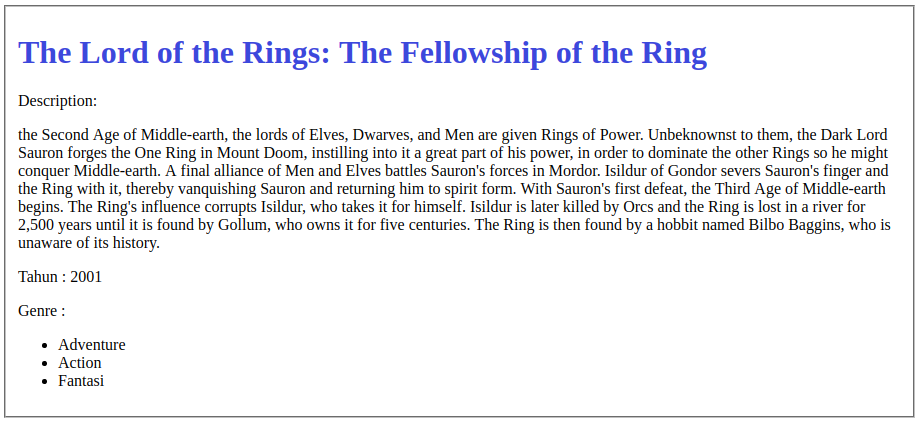 The Lord of the Rings: The Fellowship of the Ring
Description:
the Second Age of Middle-earth, the lords of Elves, Dwarves, and Men are given Rings of Power. Unbeknownst to them, the Dark Lord
Sauron forges the One Ring in Mount Doom, instilling into it a great part of his power, in order to dominate the other Rings so he might
conquer Middle-earth. A final alliance of Men and Elves battles Sauron's forces in Mordor. Isildur of Gondor severs Sauron's finger and
the Ring with it, thereby vanquishing Sauron and returning him to spirit form. With Sauron's first defeat, the Third Age of Middle-earth
begins. The Ring's influence corrupts Isildur, who takes it for himself. Isildur is later killed by Orcs and the Ring is lost in a river for
2,500 years until it is found by Gollum, who owns it for five centuries. The Ring is then found by a hobbit named Bilbo Baggins, who is
unaware of its history.
Tahun : 2001
Genre :
• Adventure
• Action
• Fantasi